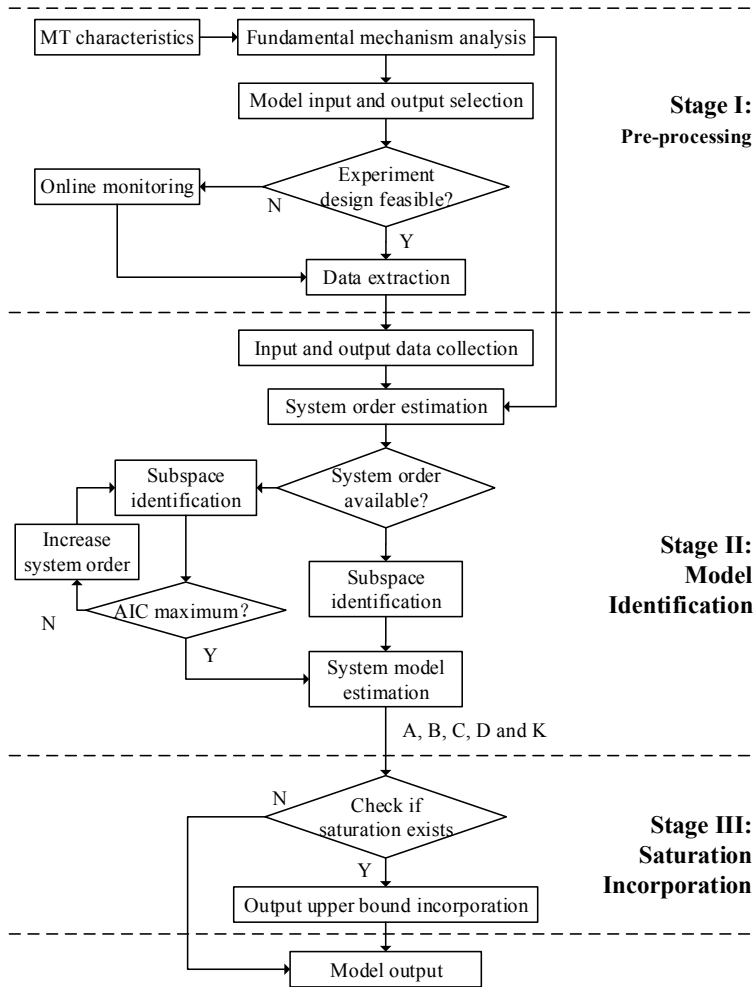 MT characteristics
Fundamental mechanism analysis
Model input and output selection
Stage I:
Pre-processing
Experiment
design feasible?
Online monitoring
N
Y
Data extraction
Input and output data collection
System order estimation
System order
available?
Subspace
identification
Increase
system order
Stage II:
Model
Identification
Subspace
identification
AIC maximum?
N
Y
System model
estimation
A, B, C, D and K
N
Check if
saturation exists
Stage III:
Saturation
Incorporation
Y
Output upper bound incorporation
Model output